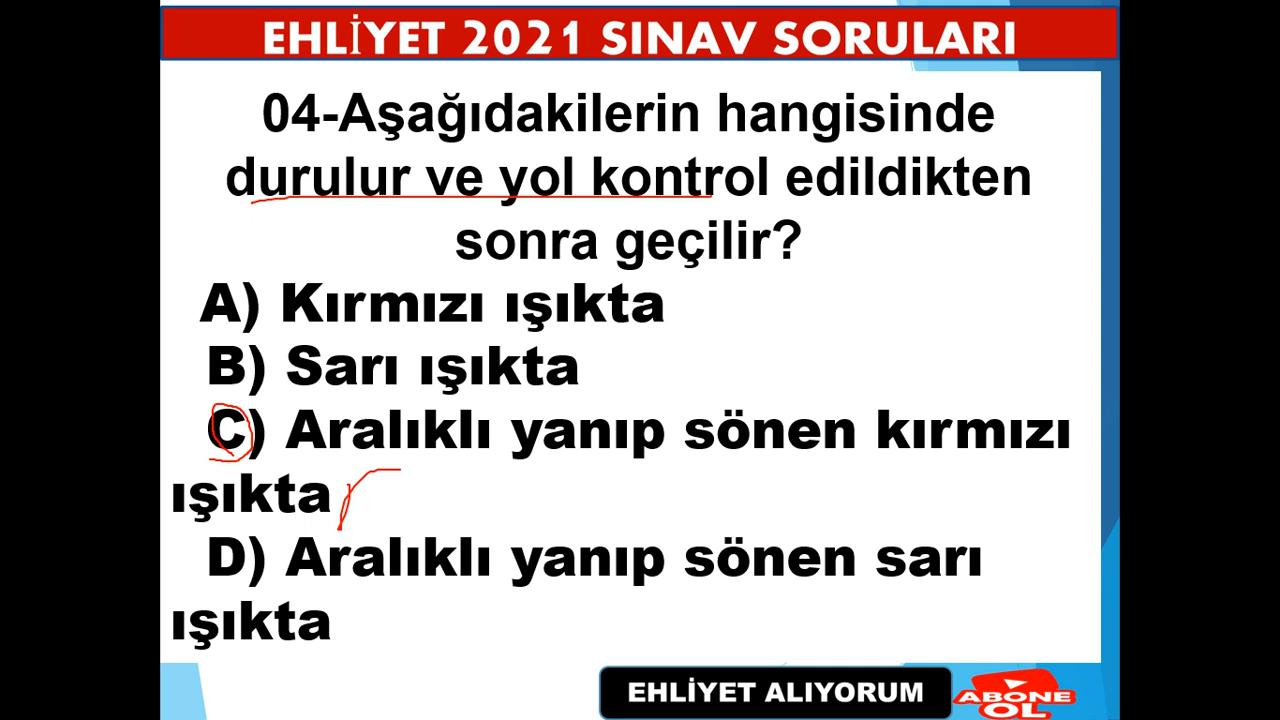 EHLİYET 2021 SINAV SORULARI
04-Aşağıdakilerin hangisinde
durulur ve yol kontrol edildikten
sonra geçilir?
A) Kırmızı ışıkta
B) Sarı ışıkta
C) Aralıklı yanıp sönen kırmızı
ışıkta
D) Aralıklı yanıp sönen sarı
ışıkta
EHLİYET ALIYORUM
ABONE
OL